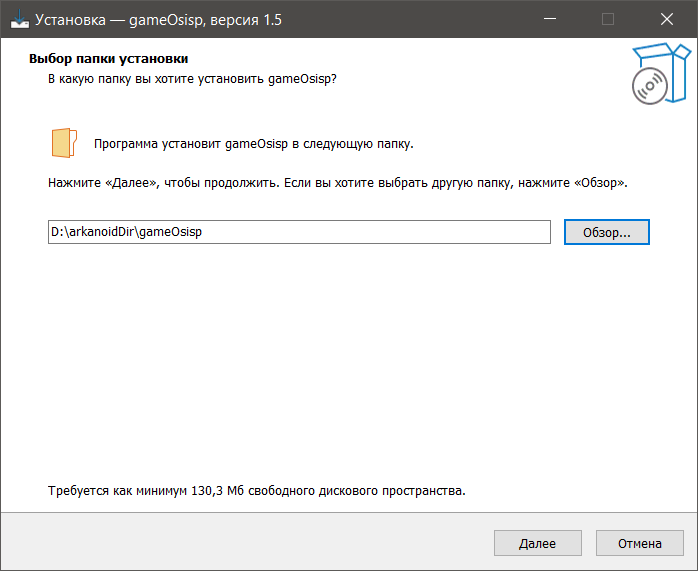 Установка — gameOsisp, версия 1.5
Выбор папки установки
В какую папку вы хотите установить gameOsisp?
Программа установит gameOsisp в следующую папку.
Нажмите «Далее», чтобы продолжить. Если вы хотите выбрать другую папку, нажмите «Обзор».
D:\arkanoidDir\gameOsisp
Обзор...
Требуется как минимум 130,3 Мб свободного дискового пространства.
Далее
Отмена